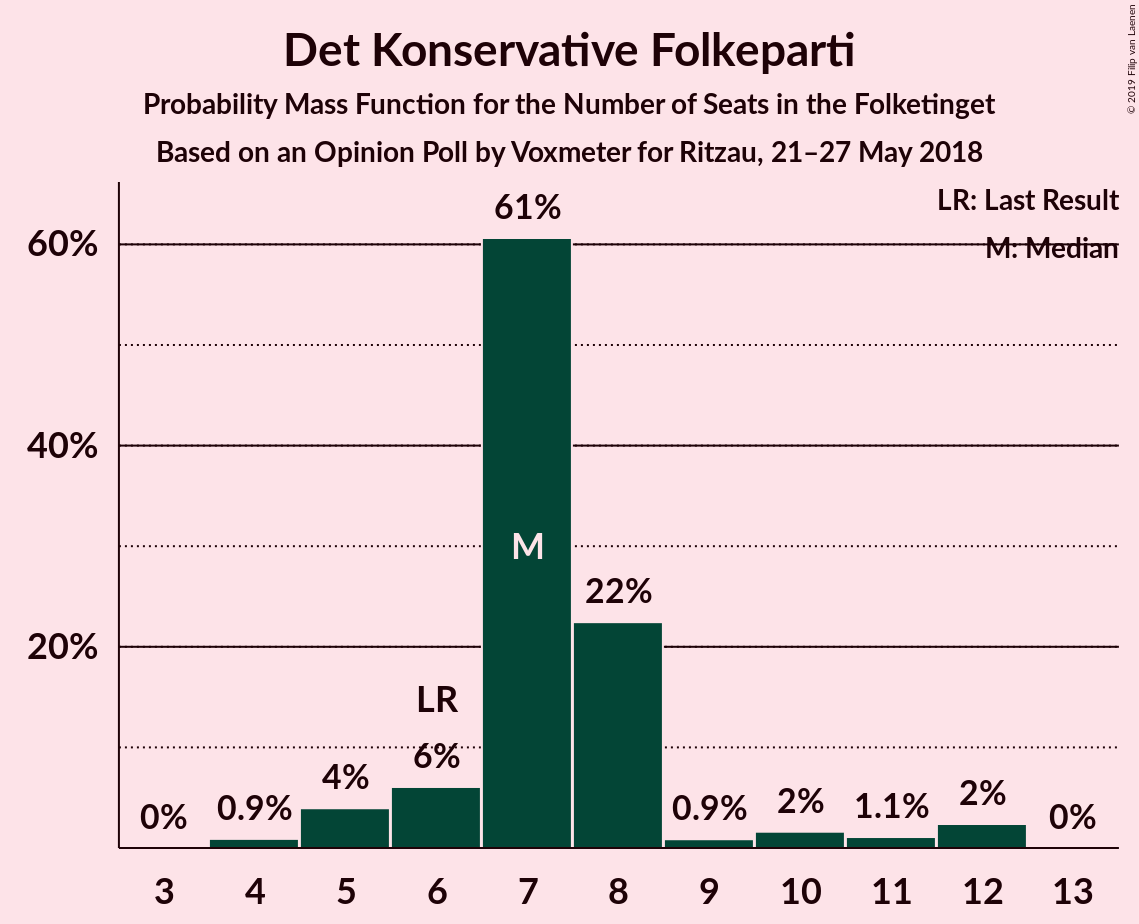 Det Konservative Folkeparti
Probability Mass Function for the Number of Seats in the Folketinget
Based on an Opinion Poll by Voxmeter for Ritzau, 21–27 May 2018
© 2019 Filip van Laenen
LR: Last Result
M: Median
60%
40%
20%
0%
0.9%
4%
LR
6%
61%
M
22%
0.9%
2%
1.1%
2%
0%
3 4 5 6 7 8 9 10 11 12 13